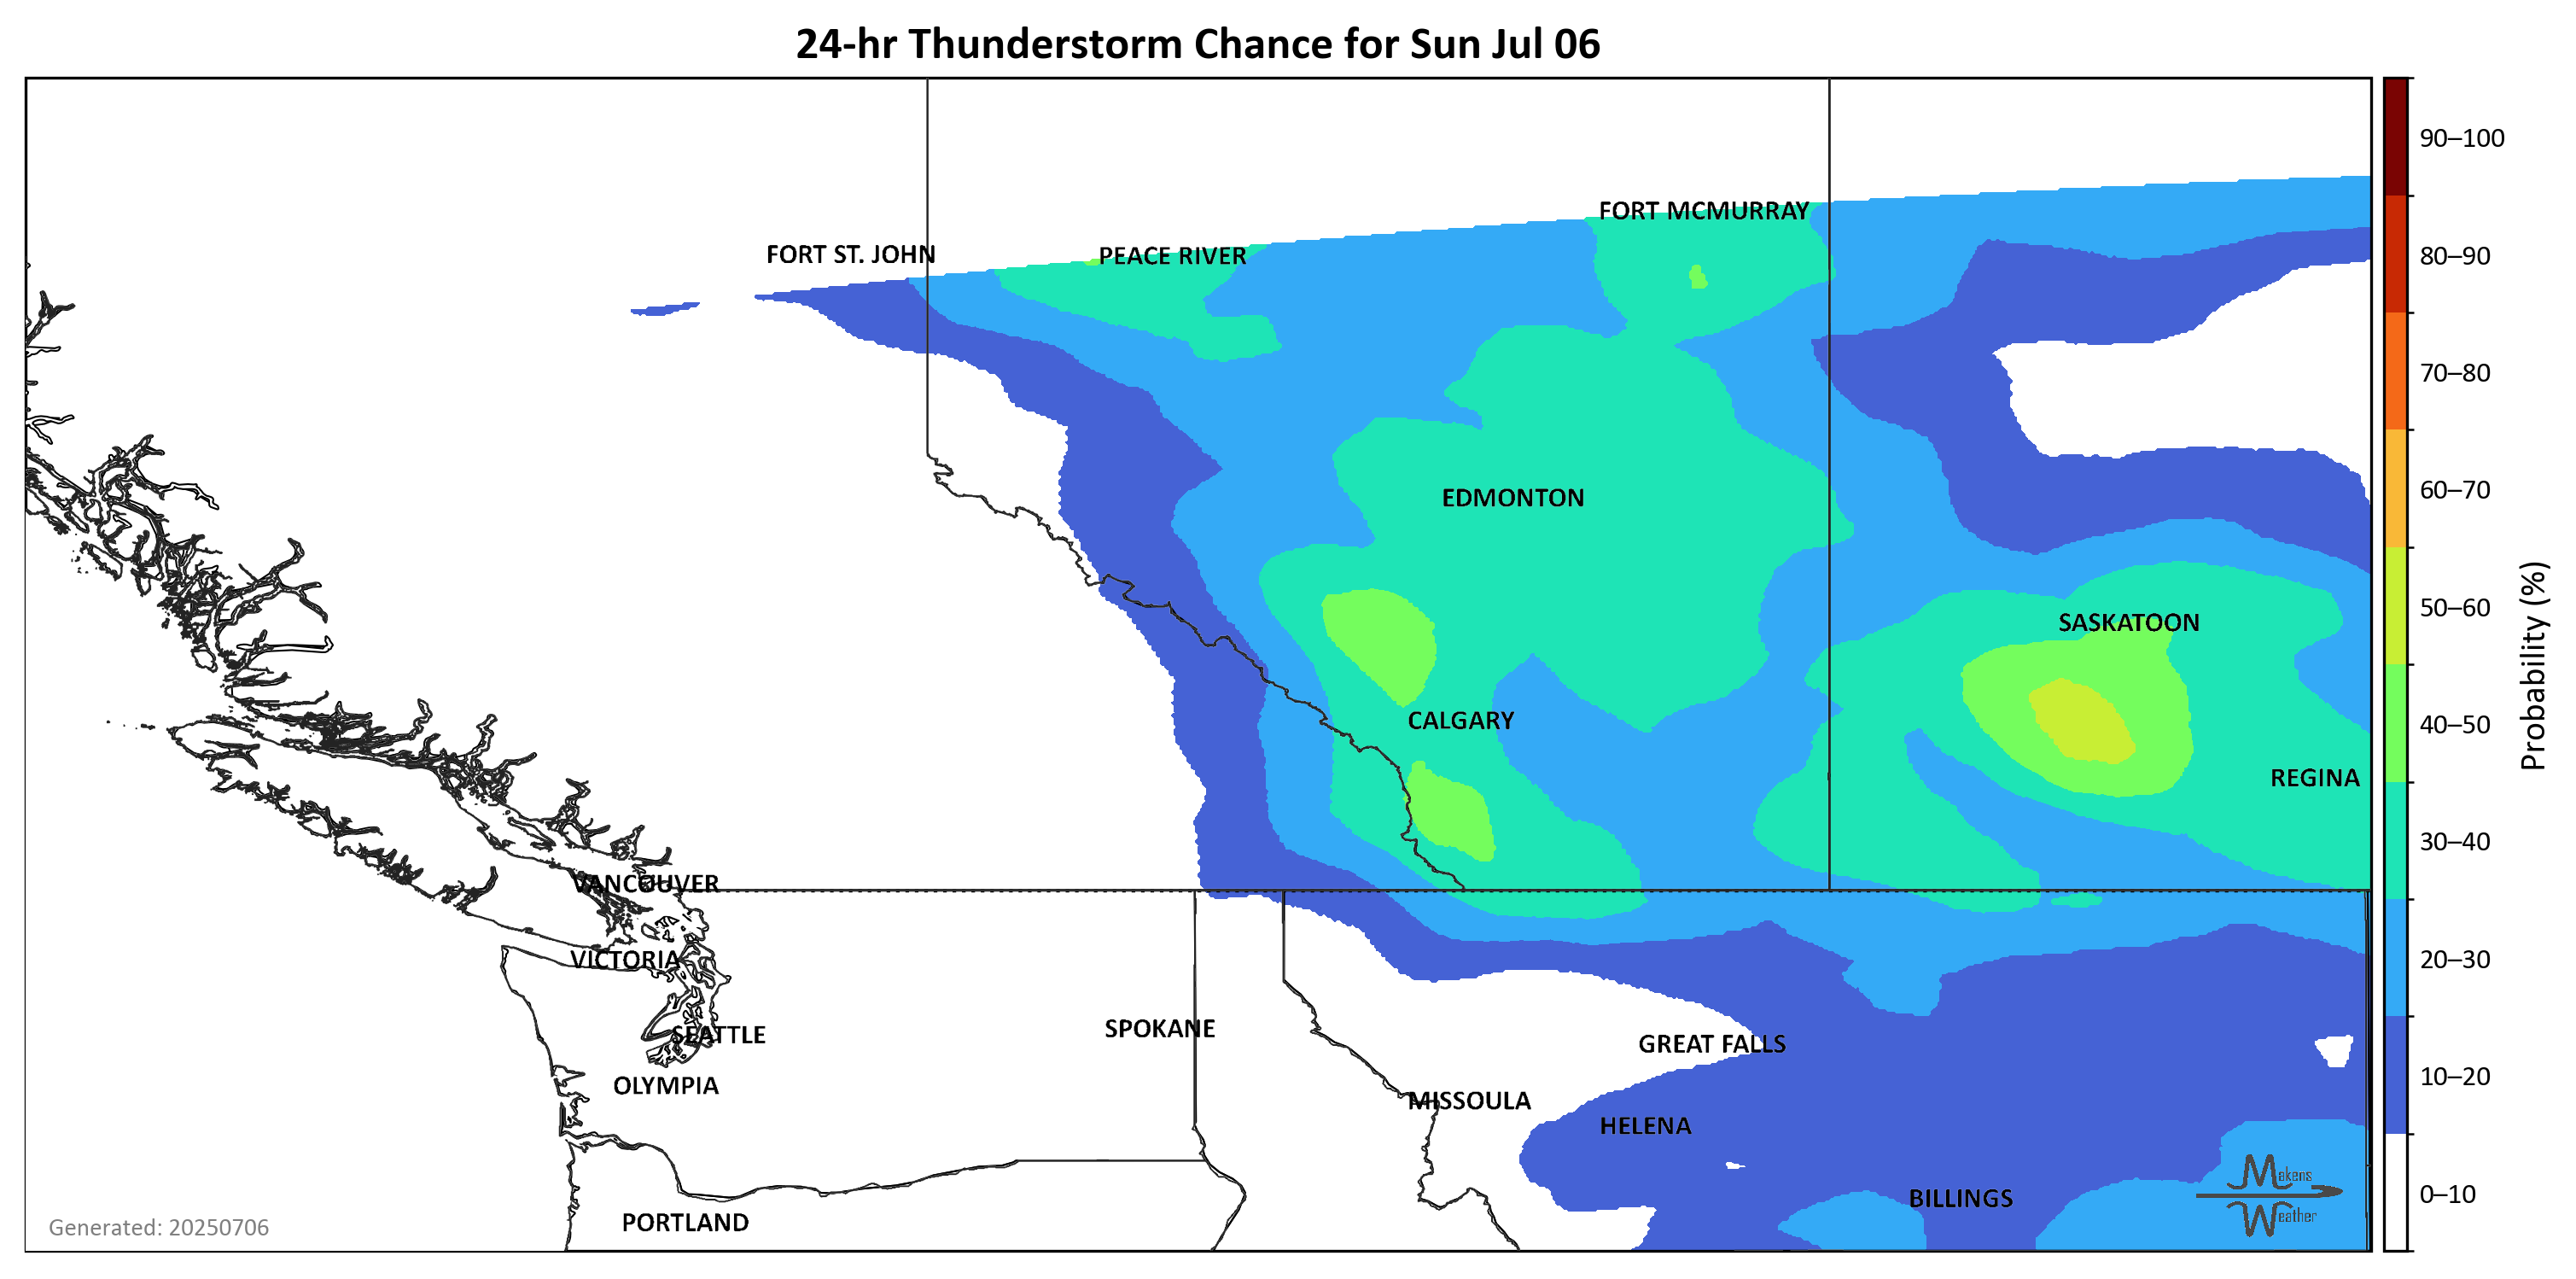 24-hr Thunderstorm Chance for Sun Jul 06
90–100
FORT MCMURRAY
FORT ST. JOHN
PEACE RIVER
80–90
70–80
60–70
EDMONTON
50–60
SASKATOON
CALGARY
40–50
REGINA
Probability (%)
30–40
VANCOUVER
VICTORIA
20–30
SEATTLE
SPOKANE
GREAT FALLS
10–20
OLYMPIA
MISSOULA
HELENA
Makens
Weather
BILLINGS
0–10
PORTLAND
Generated: 20250706